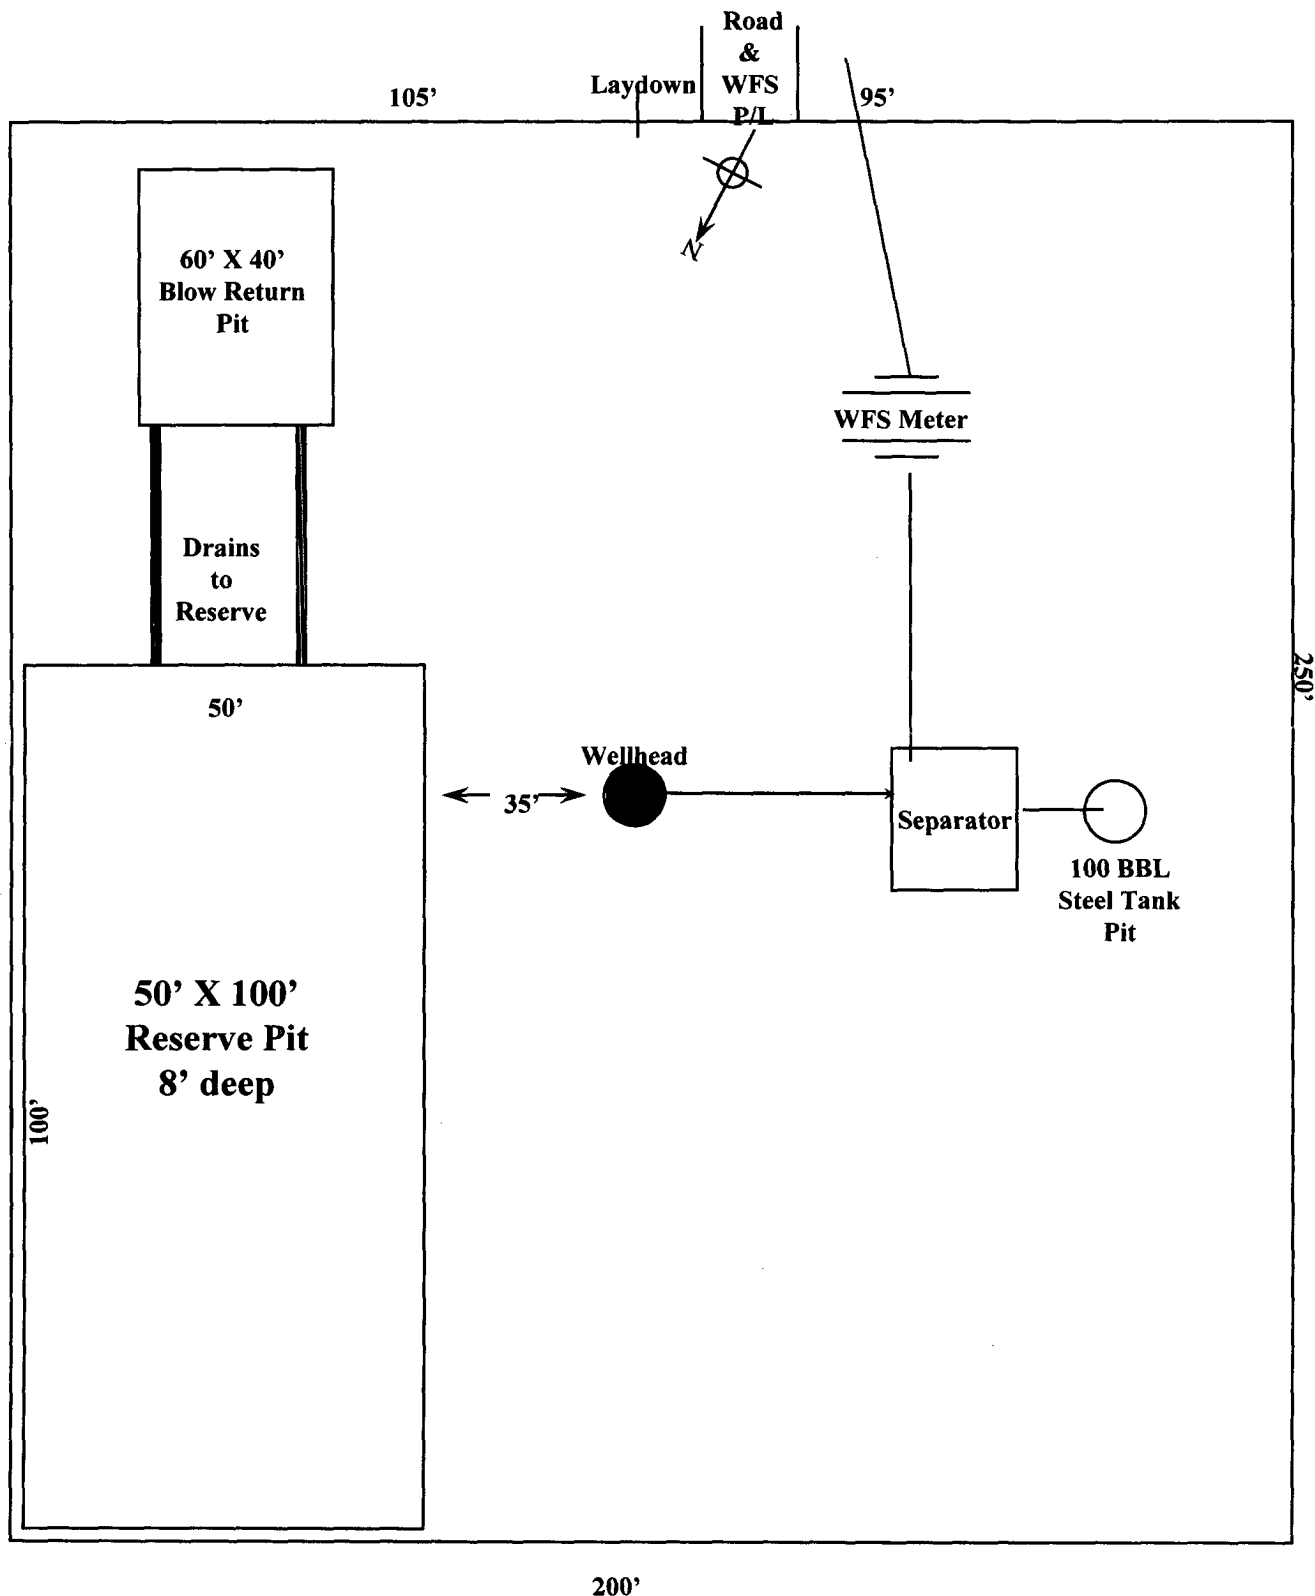 Road
&
WFS
P/L
Laydown
105’
95’
N
60’ X 40’
Blow Return
Pit
WFS Meter
Drains
to
Reserve
50’
250’
Wellhead
35’
Separator
100 BBL
Steel Tank
Pit
50’ X 100’
Reserve Pit
8’ deep
100’
200’